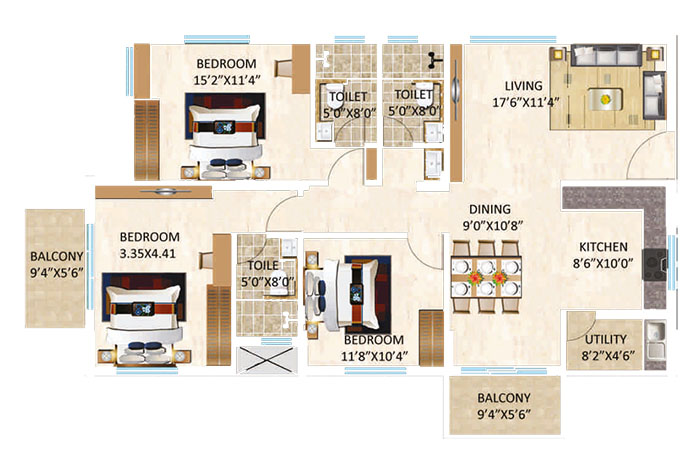 BEDROOM
15'2"X11'4"
TOILET
5'0"X8'0"
TOILET
5'0"X8'0"
LIVING
17'6"X11'4"
BALCONY
9'4"X5'6"
BEDROOM
3.35X4.41
TOILE
5'0"X8'0"
BEDROOM
11'8"X10'4"
DINING
9'0"X10'8"
KITCHEN
8'6"X10'0"
UTILITY
8'2"X4'6"
BALCONY
9'4"X5'6"